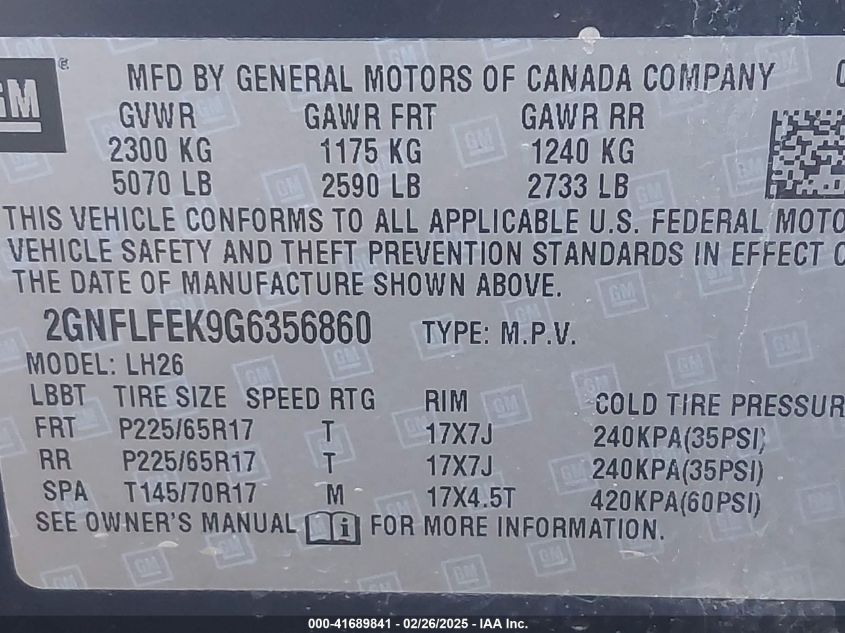 GM ®
MFD BY GENERAL MOTORS OF CANADA COMPANY
GVWR GAWR FRT GAWR RR
2300 KG 1175 KG 1240 KG
5070 LB 2590 LB 2733 LB
THIS VEHICLE CONFORMS TO ALL APPLICABLE U.S. FEDERAL MOTO
VEHICLE SAFETY AND THEFT PREVENTION STANDARDS IN EFFECT O
THE DATE OF MANUFACTURE SHOWN ABOVE.
2GNFLFEK9G6356860 TYPE: M.P.V.
MODEL: LH26
LBBT TIRE SIZE SPEED RTG RIM COLD TIRE PRESSUR
FRT P225/65R17 T 17X7J 240KPA(35PSI)
RR P225/65R17 T 17X7J 240KPA(35PSI)
SPA T145/70R17 M 17X4.5T 420KPA(60PSI)
SEE OWNER'S MANUAL i FOR MORE INFORMATION.
000-41689841 / 02/26/2025 - IAA Inc.